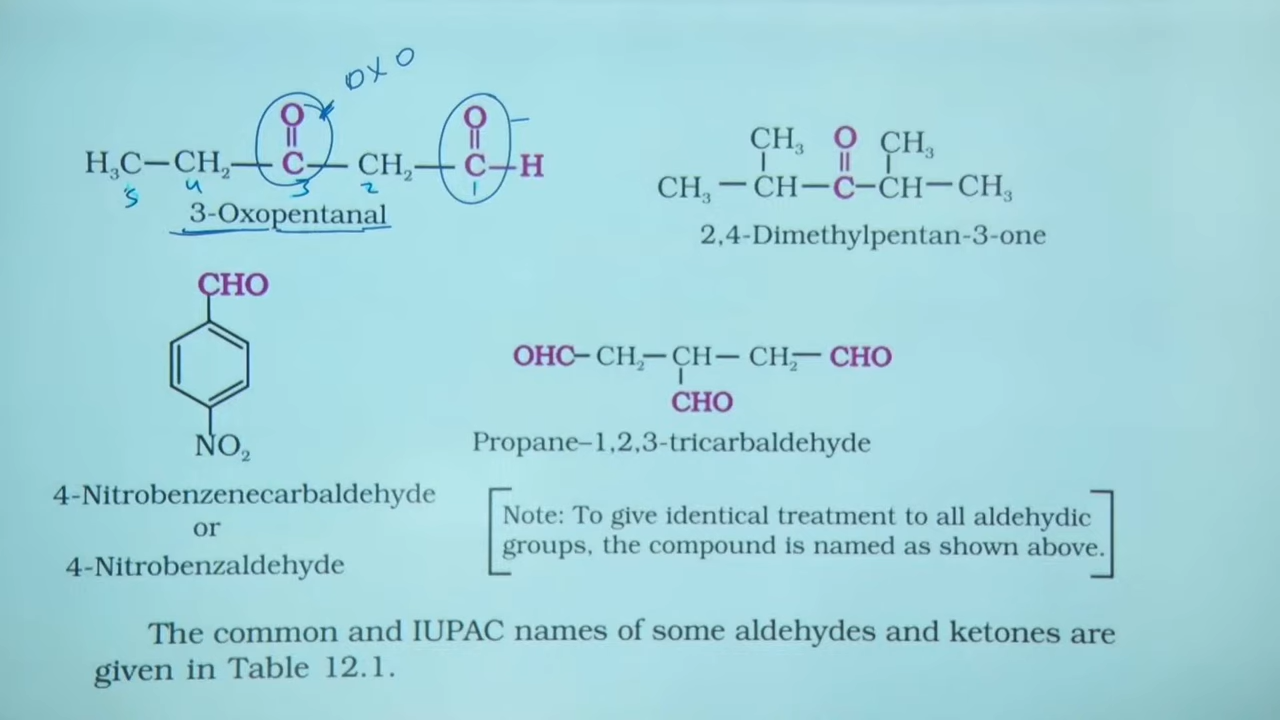 OXO
O O
H₃C—CH₂—C—CH₂—C—H
5 4 3 2 1
3-Oxopentanal
CH₃ O CH₃
CH₃—CH—C—CH—CH₃
2,4-Dimethylpentan-3-one
CHO
NO₂
4-Nitrobenzenecarbaldehyde
or
4-Nitrobenzaldehyde
OHC—CH₂—CH—CH₂—CHO
CHO
Propane–1,2,3-tricarbaldehyde
Note: To give identical treatment to all aldehydic
groups, the compound is named as shown above.
The common and IUPAC names of some aldehydes and ketones are
given in Table 12.1.